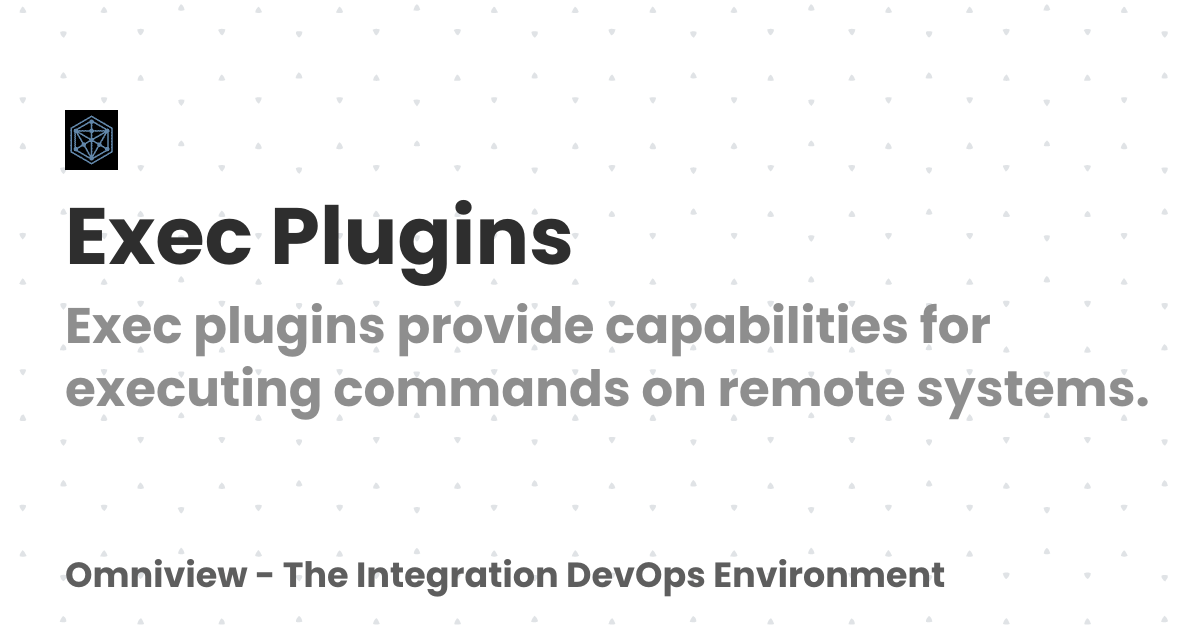 Exec Plugins
Exec plugins provide capabilities for
executing commands on remote systems.
Omniview - The Integration DevOps Environment